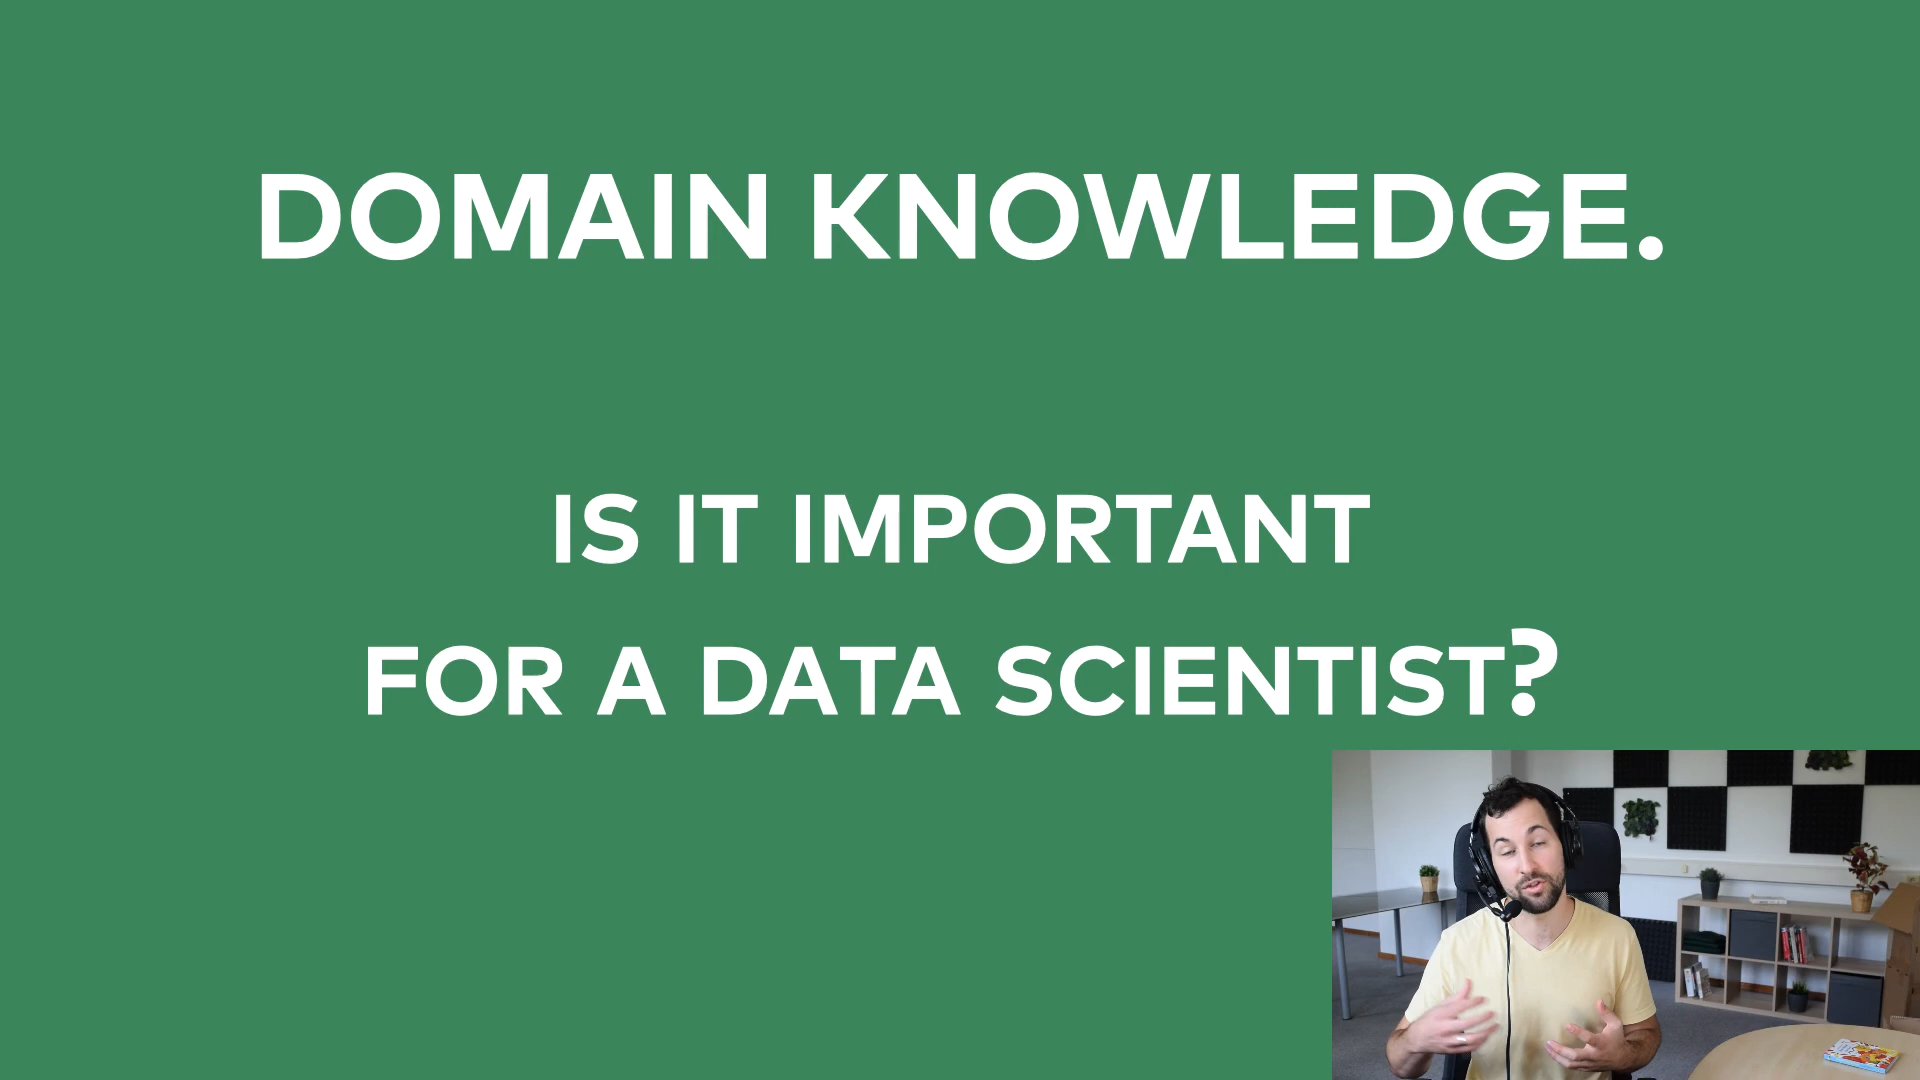 DOMAIN KNOWLEDGE.
IS IT IMPORTANT
FOR A DATA SCIENTIST?